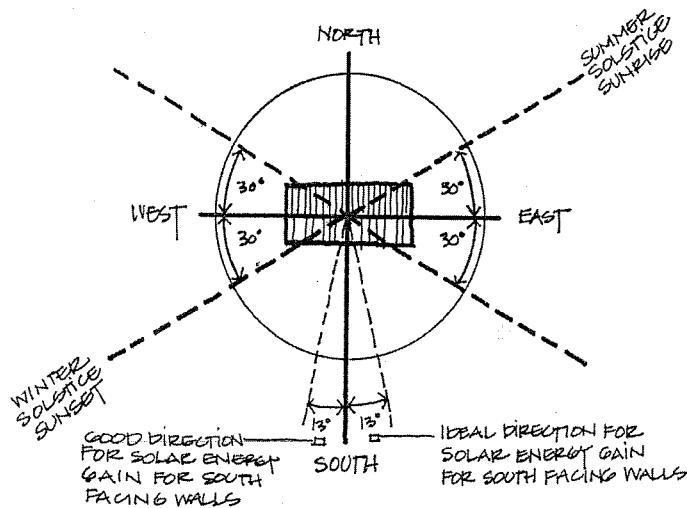 NORTH
SUMMER
SOLSTICE
SUNRISE
30°
30°
WEST
EAST
30°
30°
WINTER
SOLSTICE
SUNSET
13°
13°
GOOD DIRECTION
FOR SOLAR ENERGY
GAIN FOR SOUTH
FACING WALLS
SOUTH
IDEAL DIRECTION FOR
SOLAR ENERGY GAIN
FOR SOUTH FACING WALLS